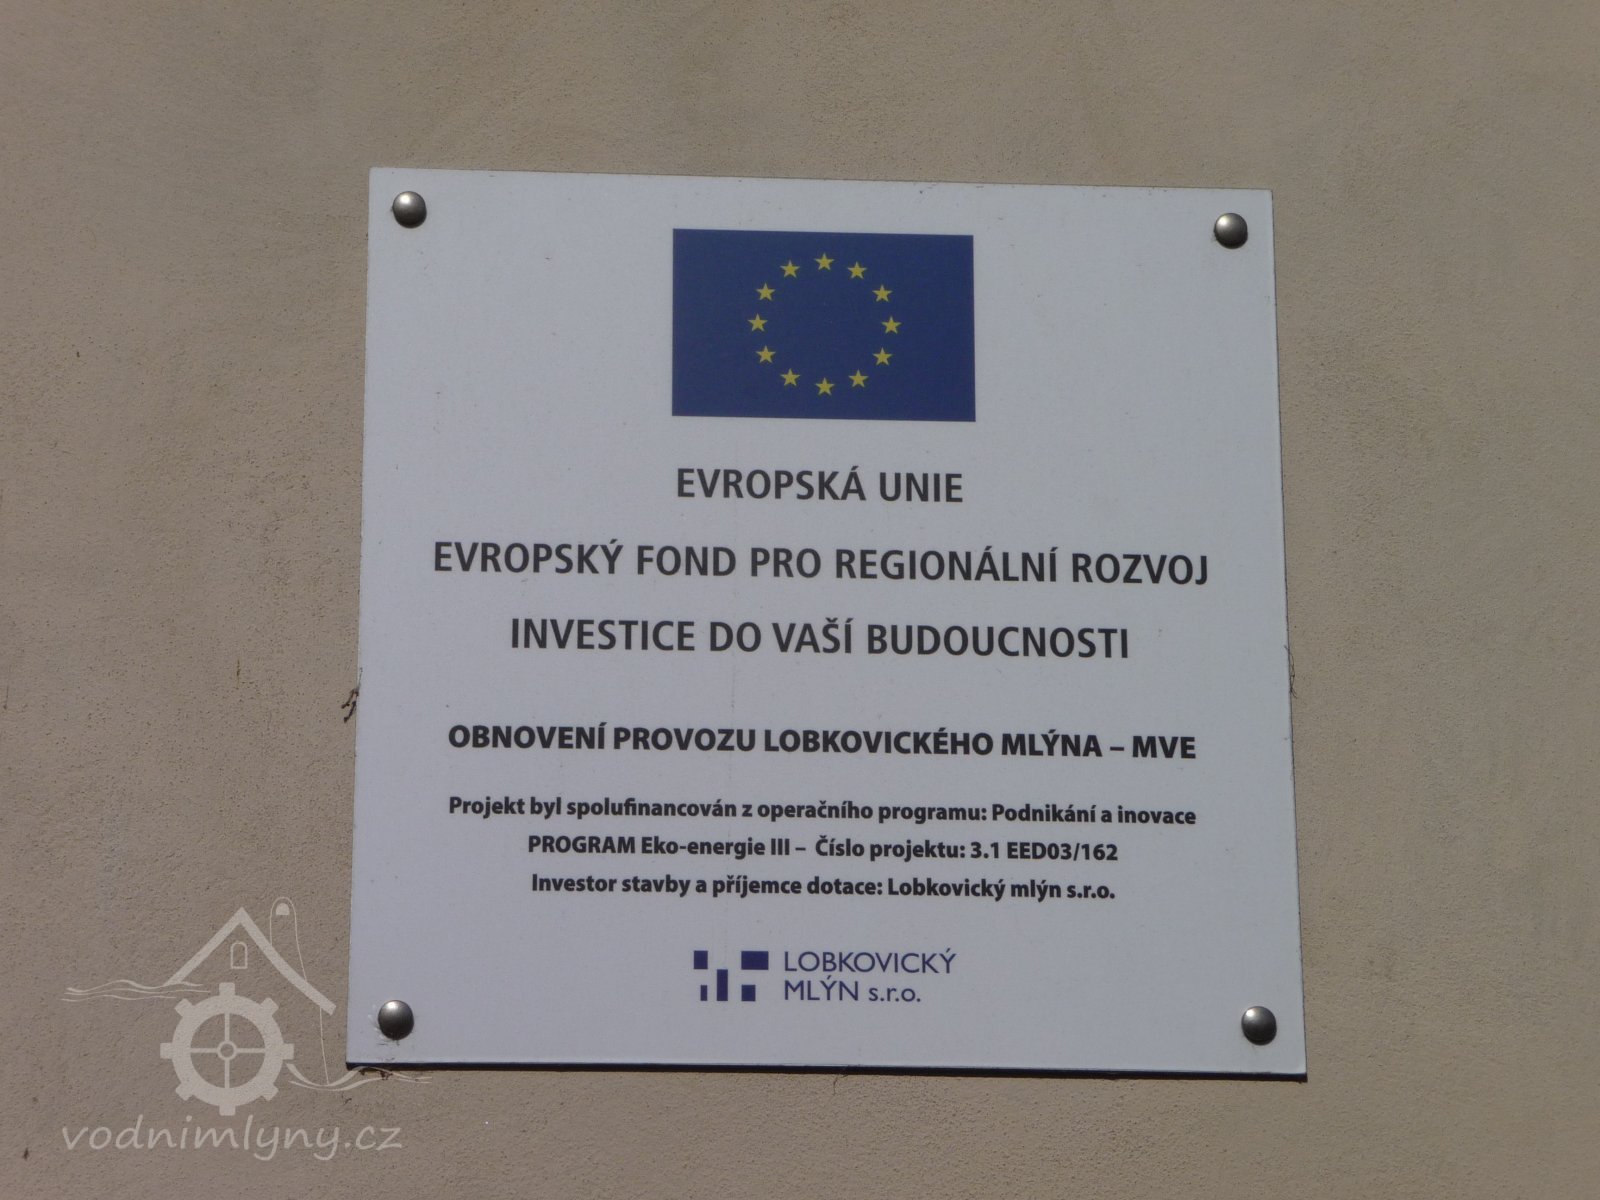 EVROPSKÁ UNIE
EVROPSKÝ FOND PRO REGIONÁLNÍ ROZVOJ
INVESTICE DO VAŠÍ BUDOUCNOSTI
OBNOVENÍ PROVOZU LOBKOVICKÉHO MLÝNA – MVE
Projekt byl spolufinancován z operačního programu: Podnikání a inovace
PROGRAM Eko-energie III – Číslo projektu: 3.1 EED03/162
Investor stavby a příjemce dotace: Lobkovický mlýn s.r.o.
LOBKOVICKÝ
MLÝN s.r.o.
vodnimlyny.cz